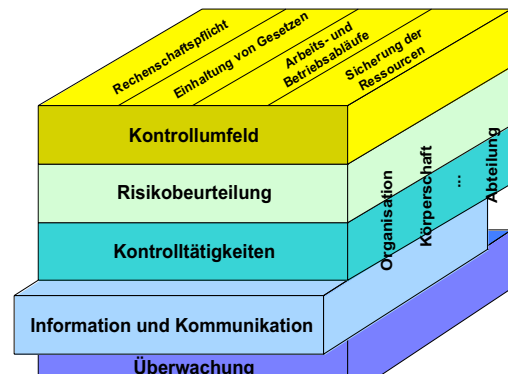 Rechenschaftspflicht
Einhaltung von Gesetzen
Arbeits- und
Betriebsabläufe
Sicherung der
Ressourcen
Kontrollumfeld
Risikobeurteilung
Kontrolltätigkeiten
Information und Kommunikation
Überwachung
Organisation
Körperschaft
...
Abteilung